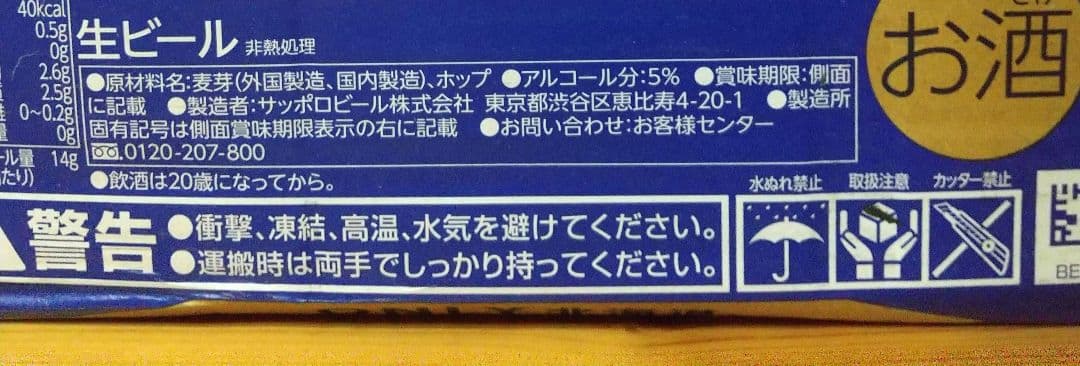 40kcal
0.5g
0g
2.6g
2.5g
0~0.2g
0g
ール量 14g
たり)
生ビール 非熱処理
●原材料名:麦芽(外国製造、国内製造)、ホップ ●アルコール分:5% ●賞味期限:側面
に記載 ●製造者:サッポロビール株式会社 東京都渋谷区恵比寿4-20-1 ●製造所
固有記号は側面賞味期限表示の右に記載 ●お問い合わせ:お客様センター
0120-207-800
●飲酒は20歳になってから。
お酒
警告
●衝撃、凍結、高温、水気を避けてください。
●運搬時は両手でしっかり持ってください。
水ぬれ禁止 取扱注意 カッター禁止
BE